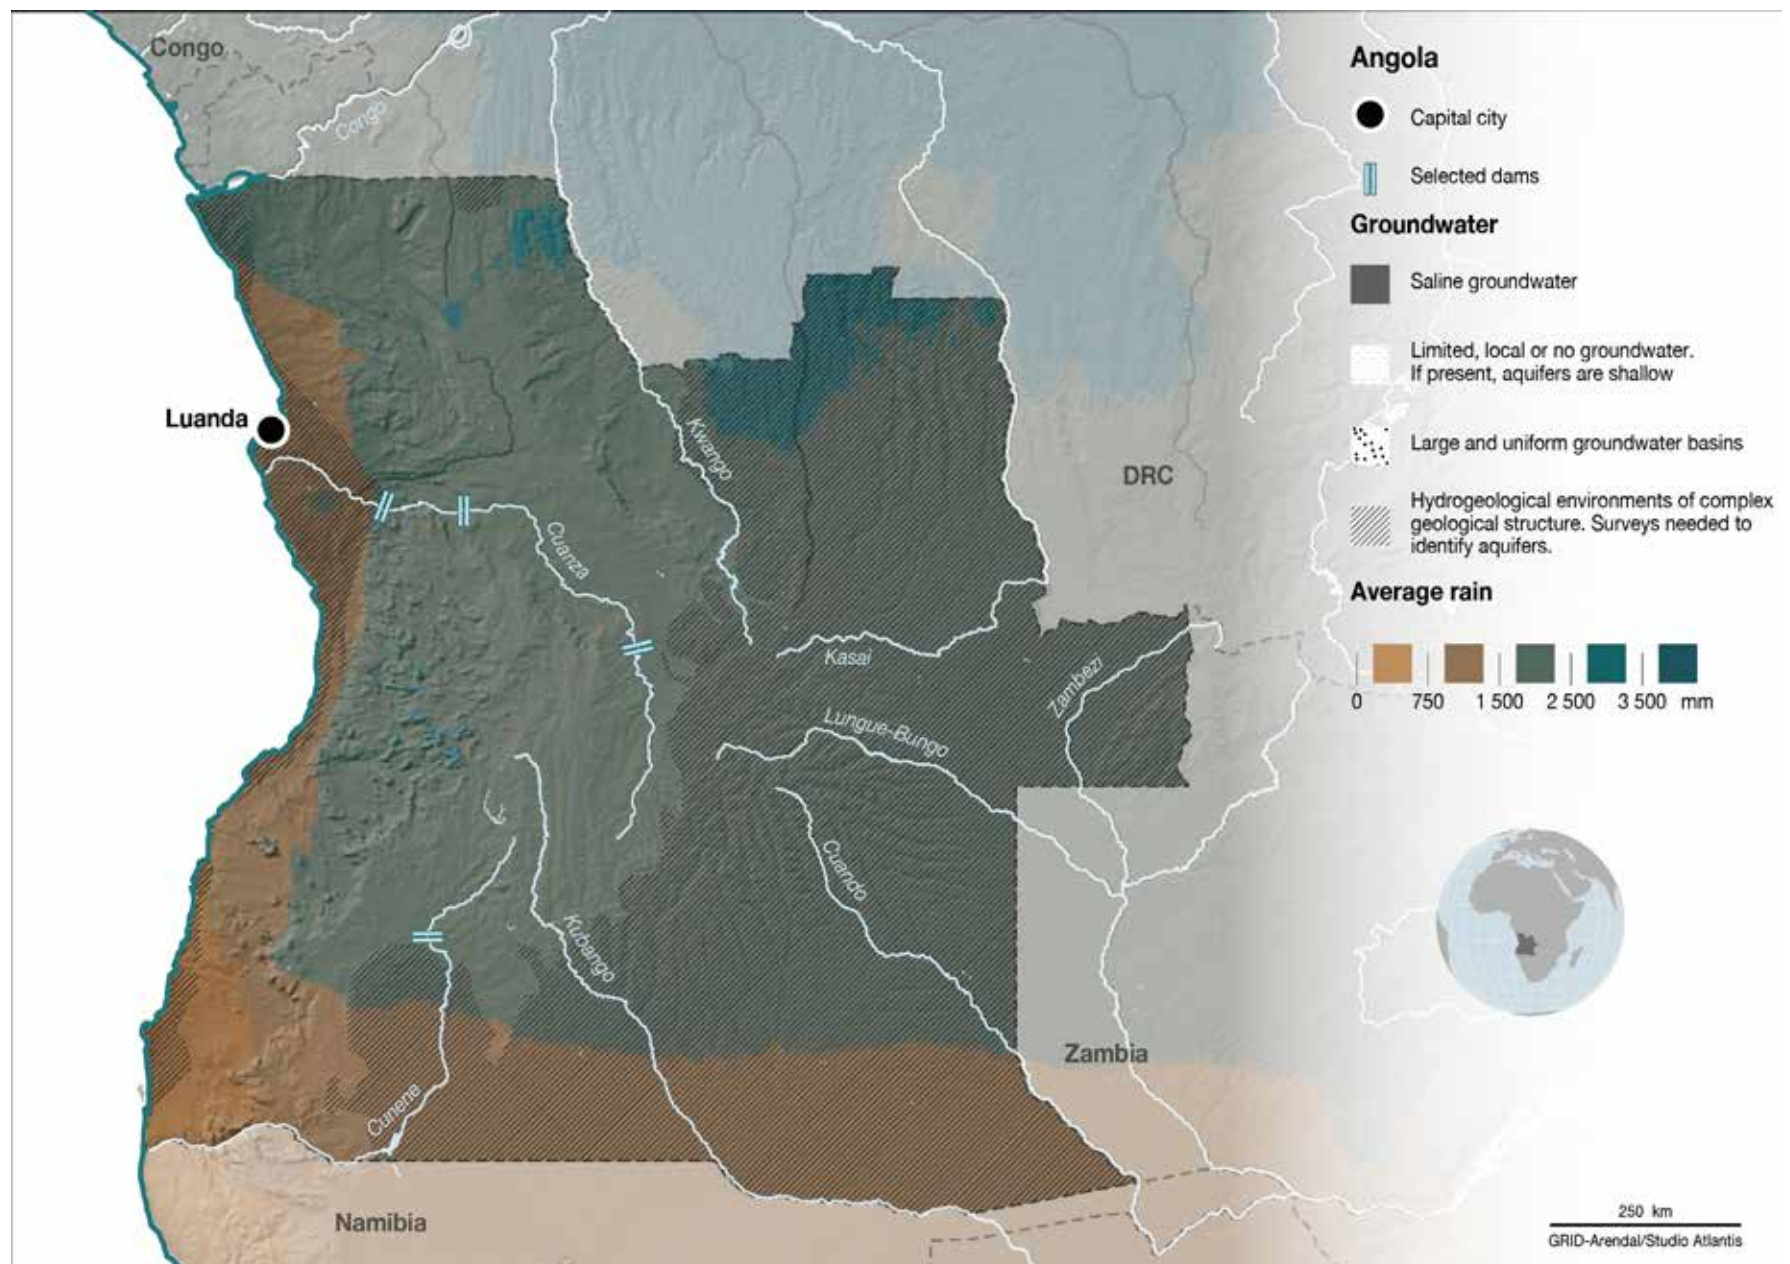 Congo
Congo
Luanda
Kwango
DRC
Cuanza
Kasai
Zambezi
Lungue-Bungo
Cuando
Kubango
Zambia
Cunene
Namibia
Angola
Capital city
Selected dams
Groundwater
Saline groundwater
Limited, local or no groundwater.
If present, aquifers are shallow
Large and uniform groundwater basins
Hydrogeological environments of complex
geological structure. Surveys needed to
identify aquifers.
Average rain
0 750 1 500 2 500 3 500 mm
250 km
GRID-Arendal/Studio Atlantis